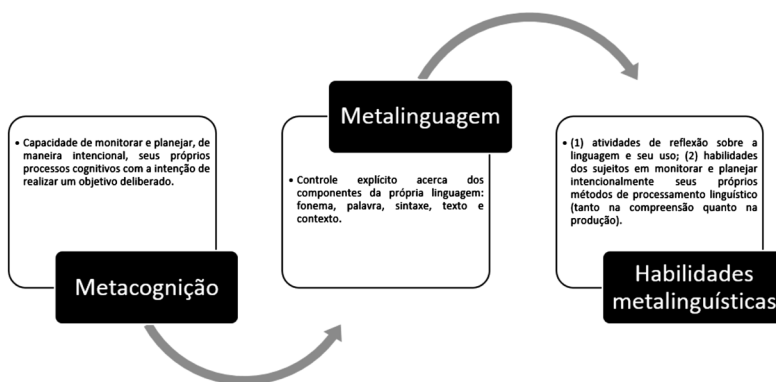 • Capacidade de monitorar e planejar, de
maneira intencional, seus próprios
processos cognitivos com a intenção de
realizar um objetivo deliberado.
Metacognição
Metalinguagem
• Controle explícito acerca dos
componentes da própria linguagem:
fonema, palavra, sintaxe, texto e
contexto.
• (1) atividades de reflexão sobre a
linguagem e seu uso; (2) habilidades
dos sujeitos em monitorar e planejar
intencionalmente seus próprios
métodos de processamento linguístico
(tanto na compreensão quanto na
produção).
Habilidades
metalinguísticas